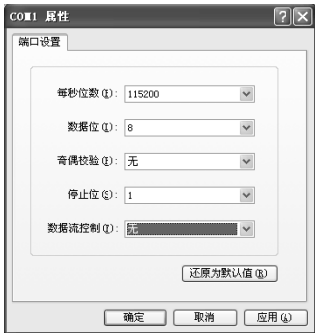 COM1 属性
端口设置
每秒位数(B): 115200
数据位(D): 8
奇偶校验(P): 无
停止位(S): 1
数据流控制(F): 无
还原为默认值(R)
确定 取消 应用(A)